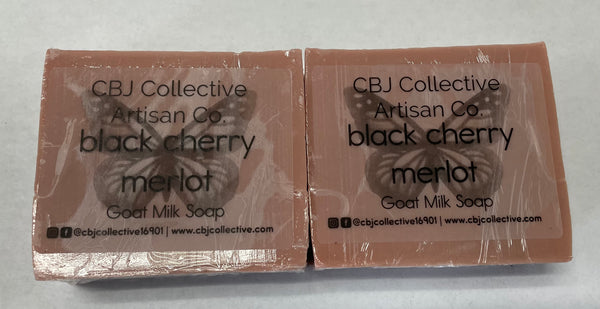 CBJ Collective
Artisan Co.
black cherry
merlot
Goat Milk Soap
@cbjcollective16901 | www.cbjcollective.com
CBJ Collective
Artisan Co.
black cherry
merlot
Goat Milk Soap
@cbjcollective16901 | www.cbjcollective.com